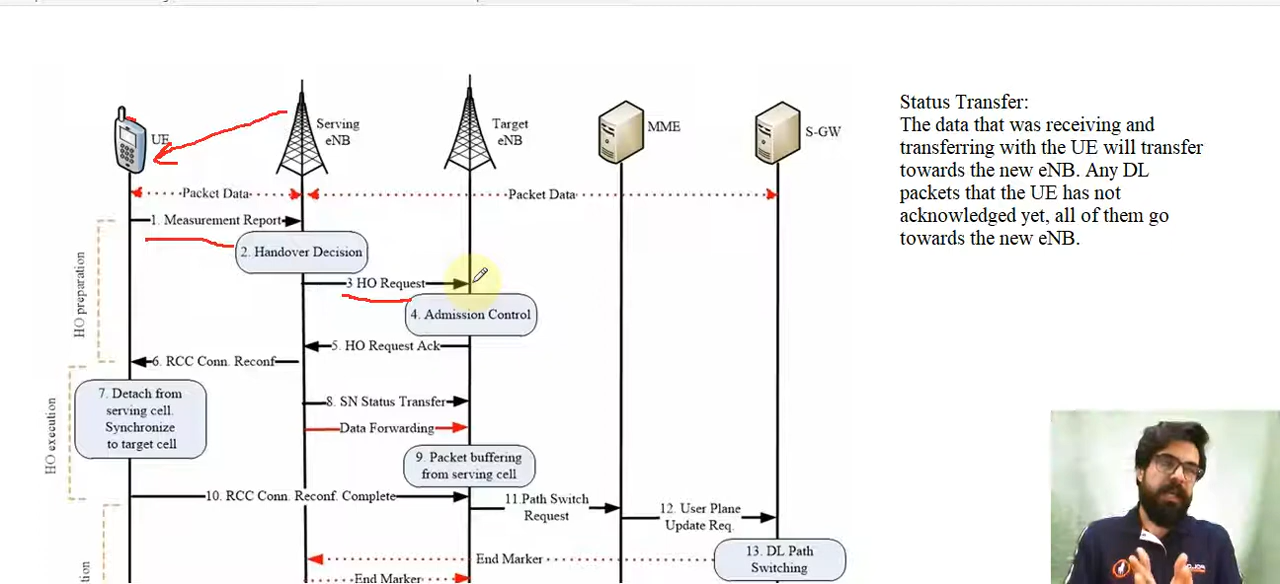 UE
Serving
eNB
Target
eNB
MME
S-GW
Status Transfer:
The data that was receiving and
transferring with the UE will transfer
towards the new eNB. Any DL
packets that the UE has not
acknowledged yet, all of them go
towards the new eNB.
Packet Data
Packet Data
1. Measurement Report
2. Handover Decision
3 HO Request
4. Admission Control
HO preparation
5. HO Request Ack
6. RCC Conn. Reconf
7. Detach from
serving cell.
Synchronize
to target cell
8. SN Status Transfer
Data Forwarding
HO execution
9. Packet buffering
from serving cell
10. RCC Conn. Reconf. Complete
11.Path Switch
Request
12. User Plane
Update Req.
13. DL Path
Switching
End Marker
End Marker